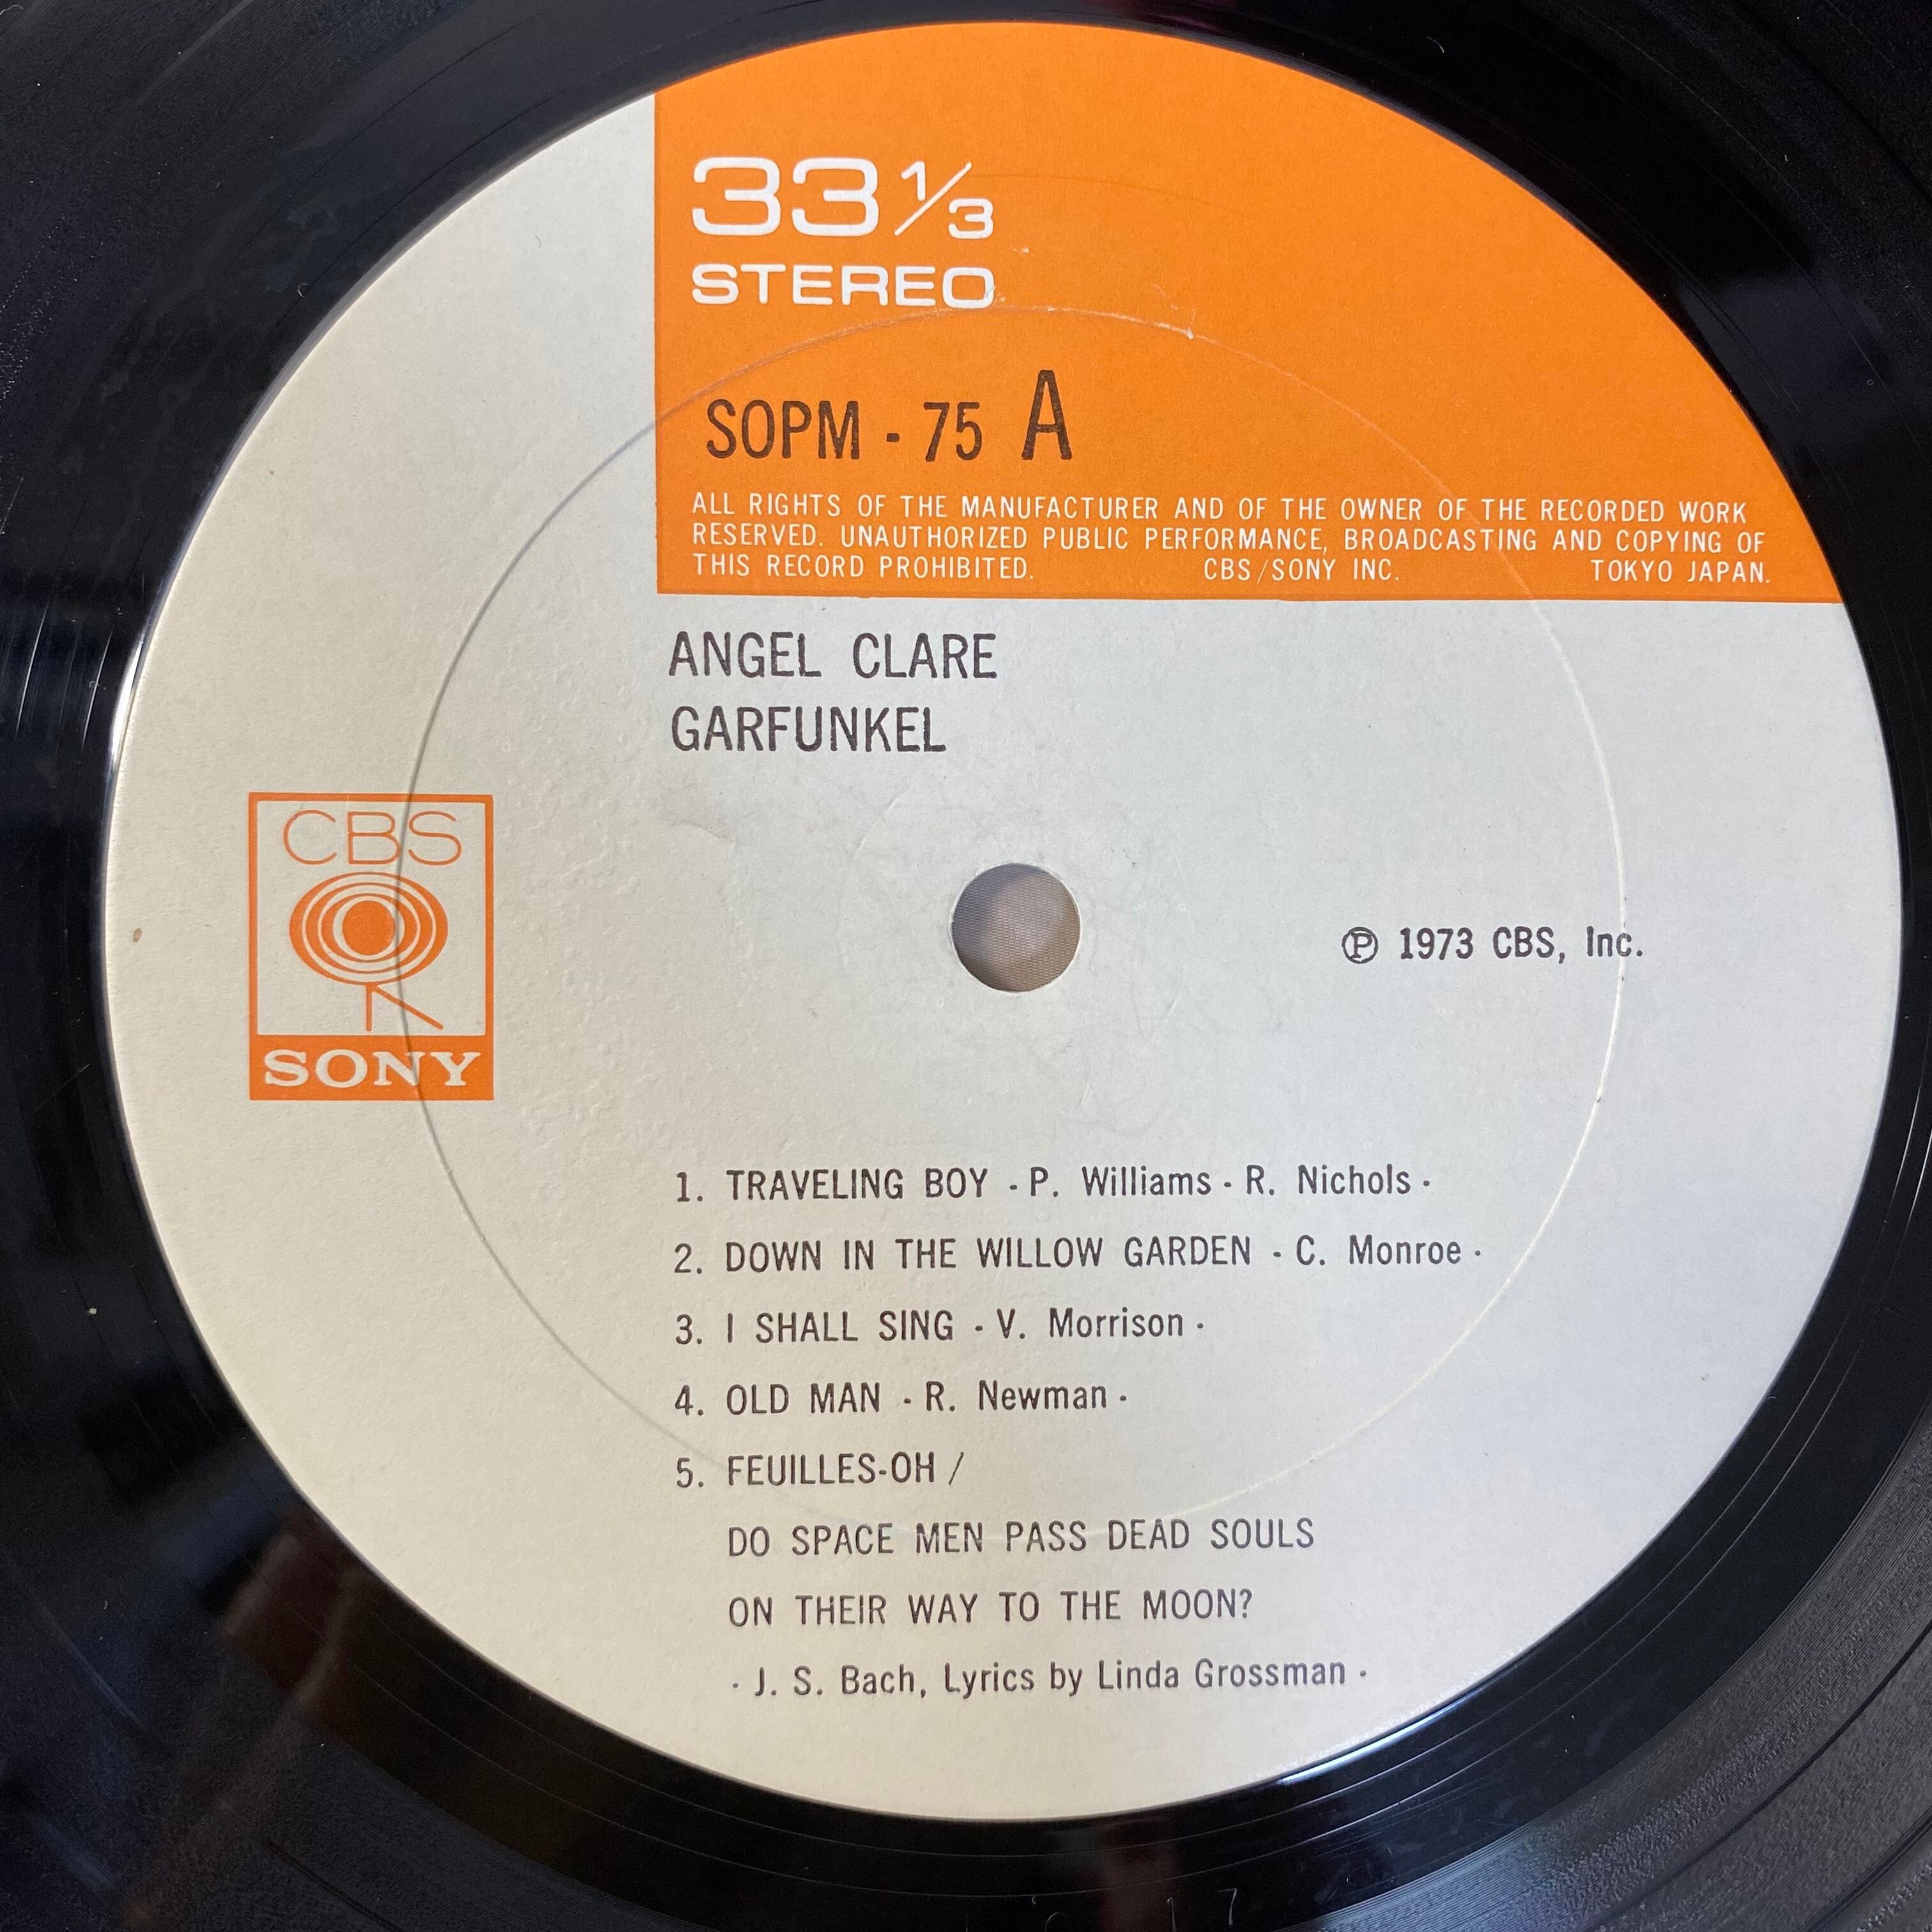 33 1/3
STEREO
SOPM - 75 A
ALL RIGHTS OF THE MANUFACTURER AND OF THE OWNER OF THE RECORDED WORK
RESERVED. UNAUTHORIZED PUBLIC PERFORMANCE, BROADCASTING AND COPYING OF
THIS RECORD PROHIBITED. CBS/SONY INC. TOKYO JAPAN.
ANGEL CLARE
GARFUNKEL
CBS
SONY
℗ 1973 CBS, Inc.
1. TRAVELING BOY - P. Williams - R. Nichols -
2. DOWN IN THE WILLOW GARDEN - C. Monroe -
3. I SHALL SING - V. Morrison -
4. OLD MAN - R. Newman -
5. FEUILLES-OH /
DO SPACE MEN PASS DEAD SOULS
ON THEIR WAY TO THE MOON?
- J. S. Bach, Lyrics by Linda Grossman -